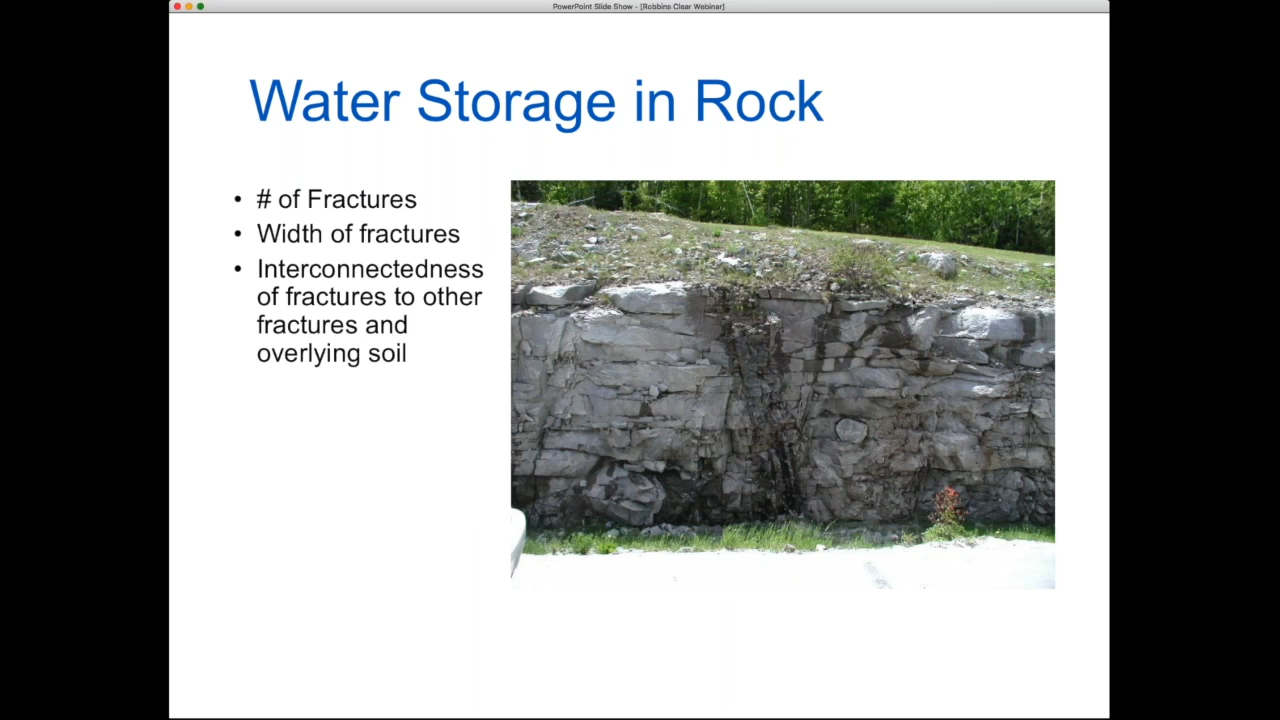 PowerPoint Slide Show - [Robbins Clear Webinar]
Water Storage in Rock
• # of Fractures
• Width of fractures
• Interconnectedness
of fractures to other
fractures and
overlying soil